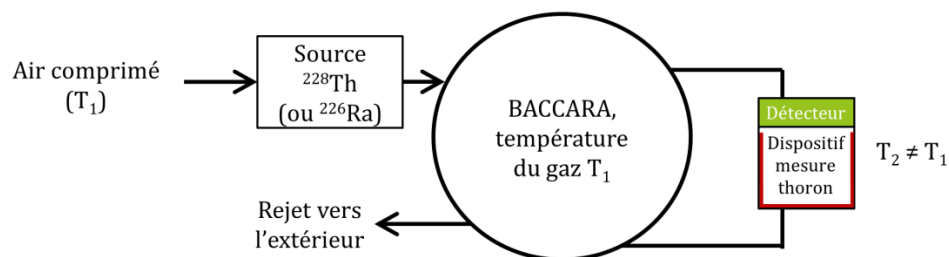 Air comprimé
(T₁)
Source
²²⁸Th
(ou ²²⁶Ra)
BACCARA,
température
du gaz T₁
Rejet vers
l'extérieur
Détecteur
Dispositif
mesure
thoron
T₂ ≠ T₁